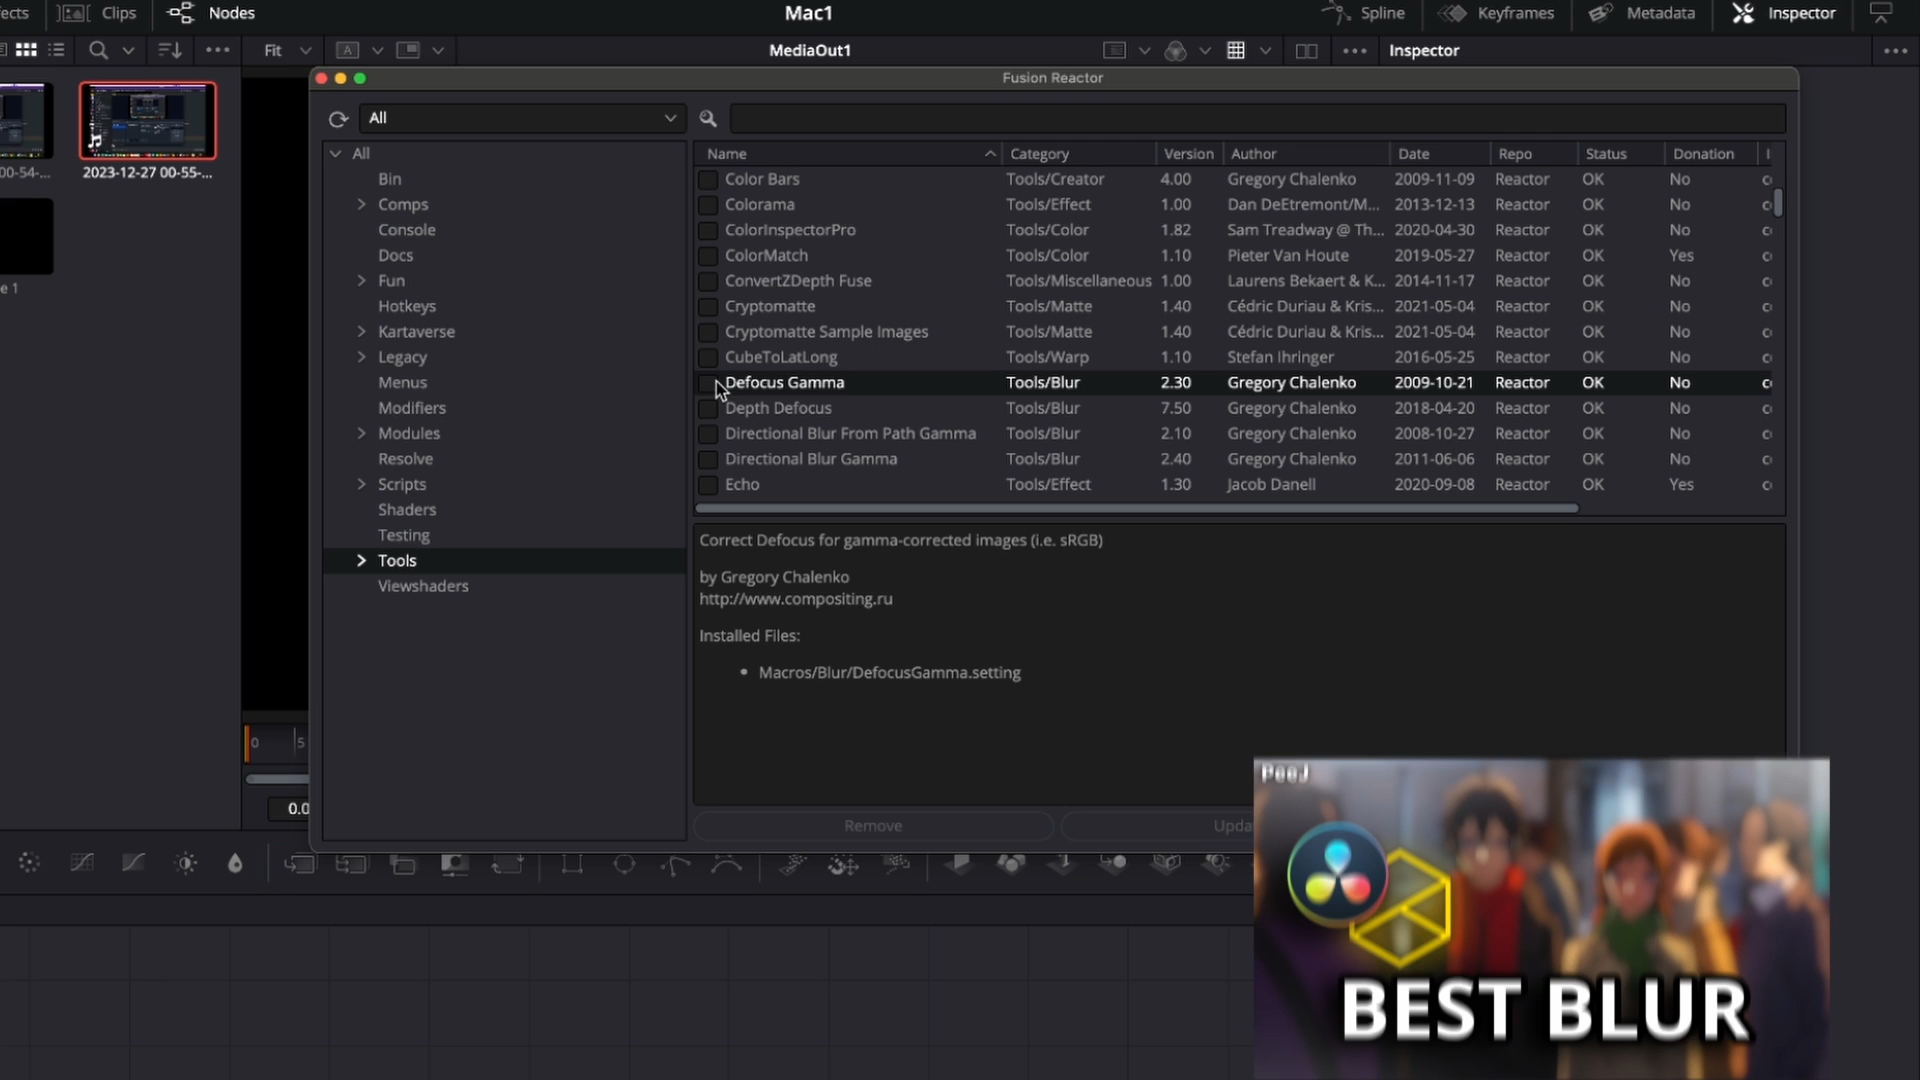 Clips
Nodes
Mac1
Spline
Keyframes
Metadata
Inspector
Fit
A
MediaOut1
Inspector
Fusion Reactor
All
2023-12-27 00-55-...
All
Bin
Comps
Console
Docs
Fun
Hotkeys
Kartaverse
Legacy
Menus
Modifiers
Modules
Resolve
Scripts
Shaders
Testing
Tools
Viewshaders
Name Category Version Author Date Repo Status Donation
Color Bars Tools/Creator 4.00 Gregory Chalenko 2009-11-09 Reactor OK No
Colorama Tools/Effect 1.00 Dan DeEtremont/M... 2013-12-13 Reactor OK No
ColorInspectorPro Tools/Color 1.82 Sam Treadway @ Th... 2020-04-30 Reactor OK No
ColorMatch Tools/Color 1.10 Pieter Van Houte 2019-05-27 Reactor OK Yes
ConvertZDepth Fuse Tools/Miscellaneous 1.00 Laurens Bekaert & K... 2014-11-17 Reactor OK No
Cryptomatte Tools/Matte 1.40 Cédric Duriau & Kris... 2021-05-04 Reactor OK No
Cryptomatte Sample Images Tools/Matte 1.40 Cédric Duriau & Kris... 2021-05-04 Reactor OK No
CubeToLatLong Tools/Warp 1.10 Stefan Ihringer 2016-05-25 Reactor OK No
Defocus Gamma Tools/Blur 2.30 Gregory Chalenko 2009-10-21 Reactor OK No
Depth Defocus Tools/Blur 7.50 Gregory Chalenko 2018-04-20 Reactor OK No
Directional Blur From Path Gamma Tools/Blur 2.10 Gregory Chalenko 2008-10-27 Reactor OK No
Directional Blur Gamma Tools/Blur 2.40 Gregory Chalenko 2011-06-06 Reactor OK No
Echo Tools/Effect 1.30 Jacob Danell 2020-09-08 Reactor OK Yes
Correct Defocus for gamma-corrected images (i.e. sRGB)
by Gregory Chalenko
http://www.compositing.ru
Installed Files:
• Macros/Blur/DefocusGamma.setting
Remove
0
5
0.0
PeeJ
BEST BLUR